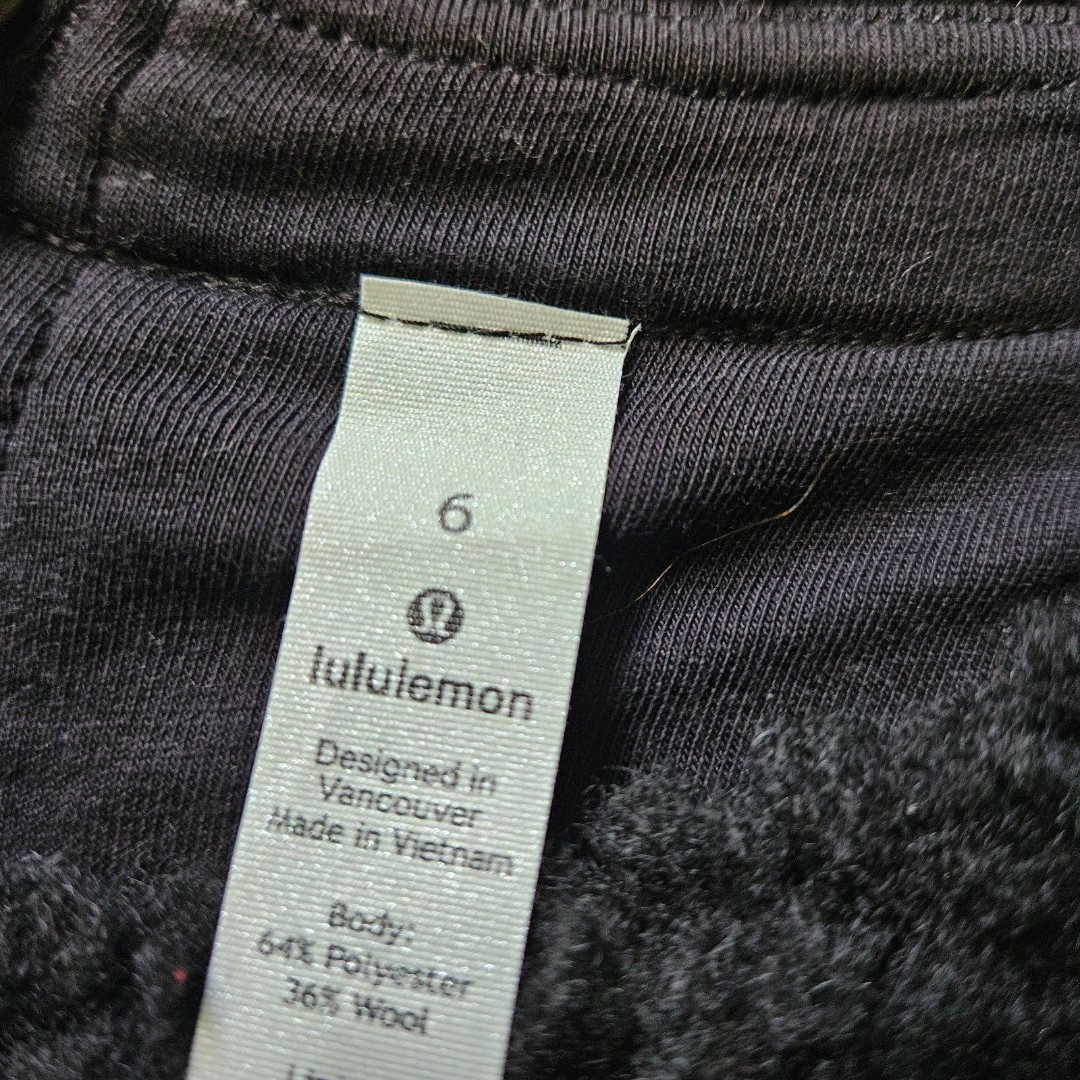 6
lululemon
Designed in
Vancouver
Made in Vietnam
Body:
64% Polyester
36% Wool